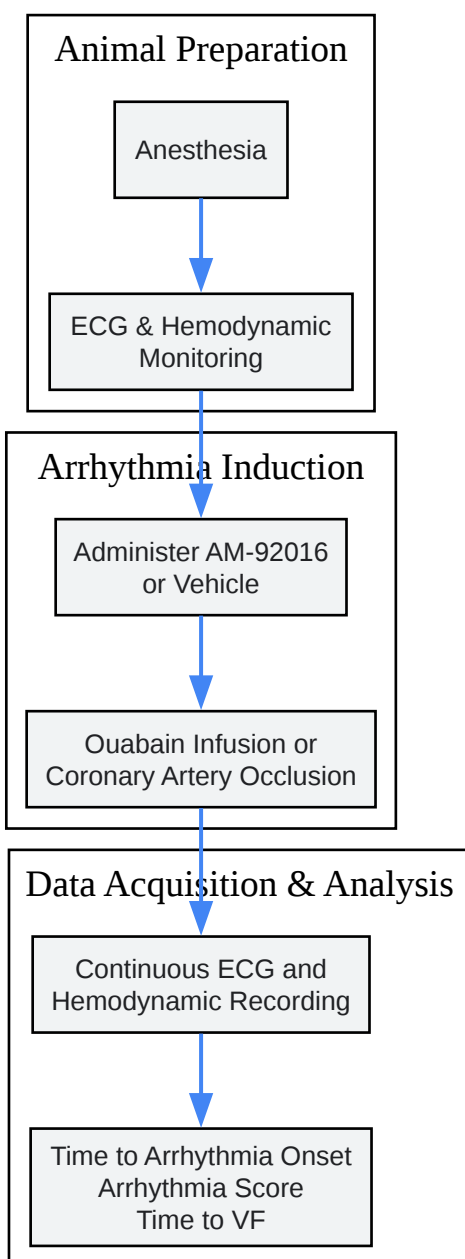 Animal Preparation
Anesthesia
ECG & Hemodynamic
Monitoring
Arrhythmia Induction
Administer AM-92016
or Vehicle
Ouabain Infusion or
Coronary Artery Occlusion
Data Acquisition & Analysis
Continuous ECG and
Hemodynamic Recording
Time to Arrhythmia Onset
Arrhythmia Score
Time to VF